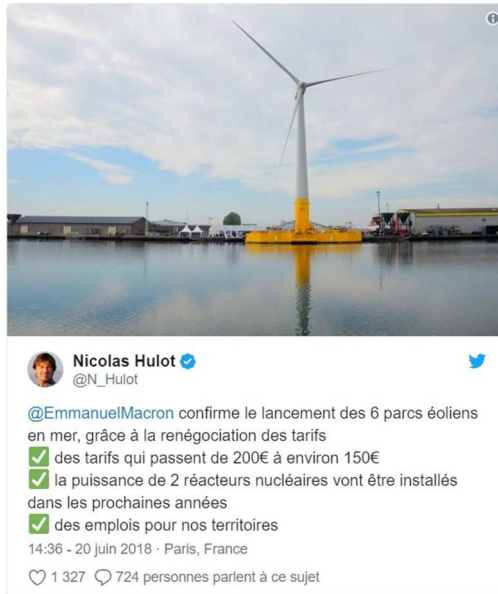 Nicolas Hulot
@N_Hulot
@EmmanuelMacron confirme le lancement des 6 parcs éoliens
en mer, grâce à la renégociation des tarifs
✅ des tarifs qui passent de 200€ à environ 150€
✅ la puissance de 2 réacteurs nucléaires vont être installés
dans les prochaines années
✅ des emplois pour nos territoires
14:36 - 20 juin 2018 · Paris, France
1 327 724 personnes parlent à ce sujet